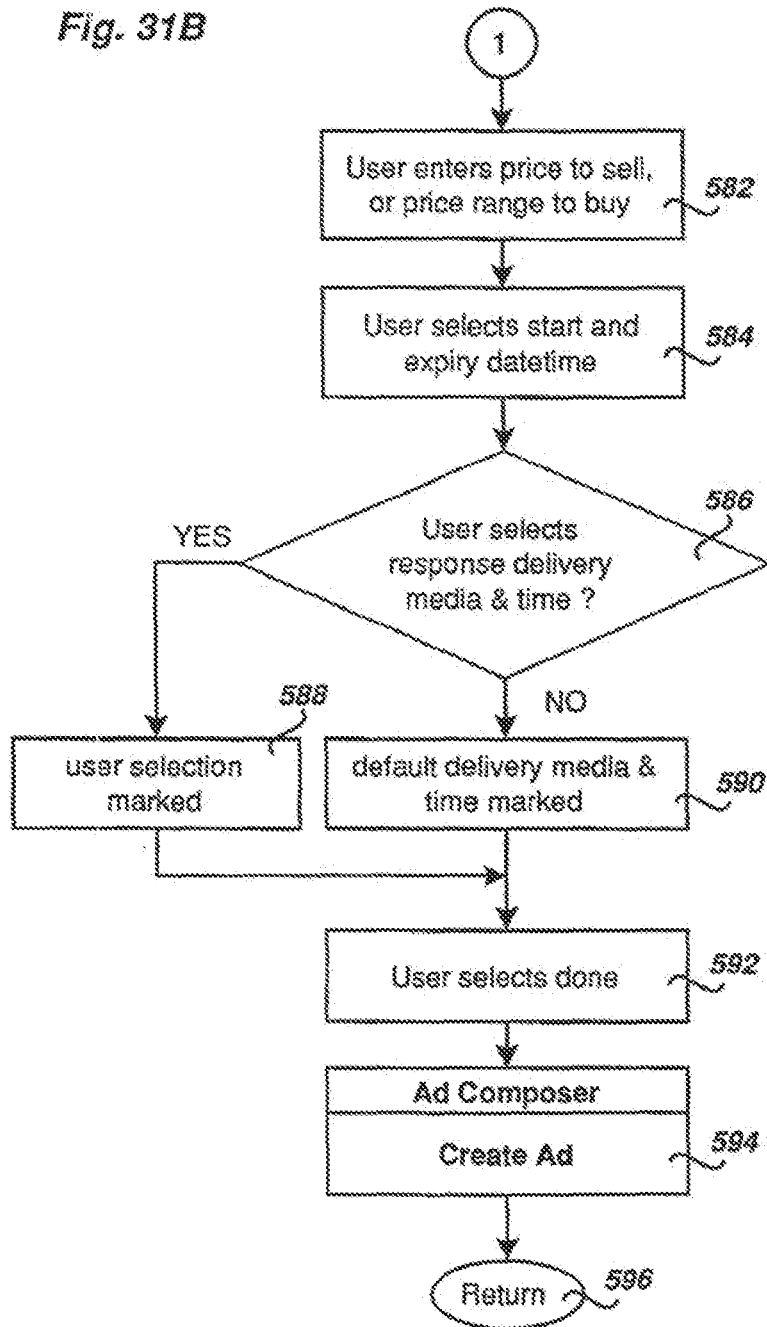 Fig. 31B
1
User enters price to sell,
or price range to buy
582
User selects start and
expiry datetime
584
586
User selects
response delivery
media & time ?
YES
NO
588
user selection
marked
default delivery media &
time marked
590
User selects done
592
Ad Composer
Create Ad
594
Return
596